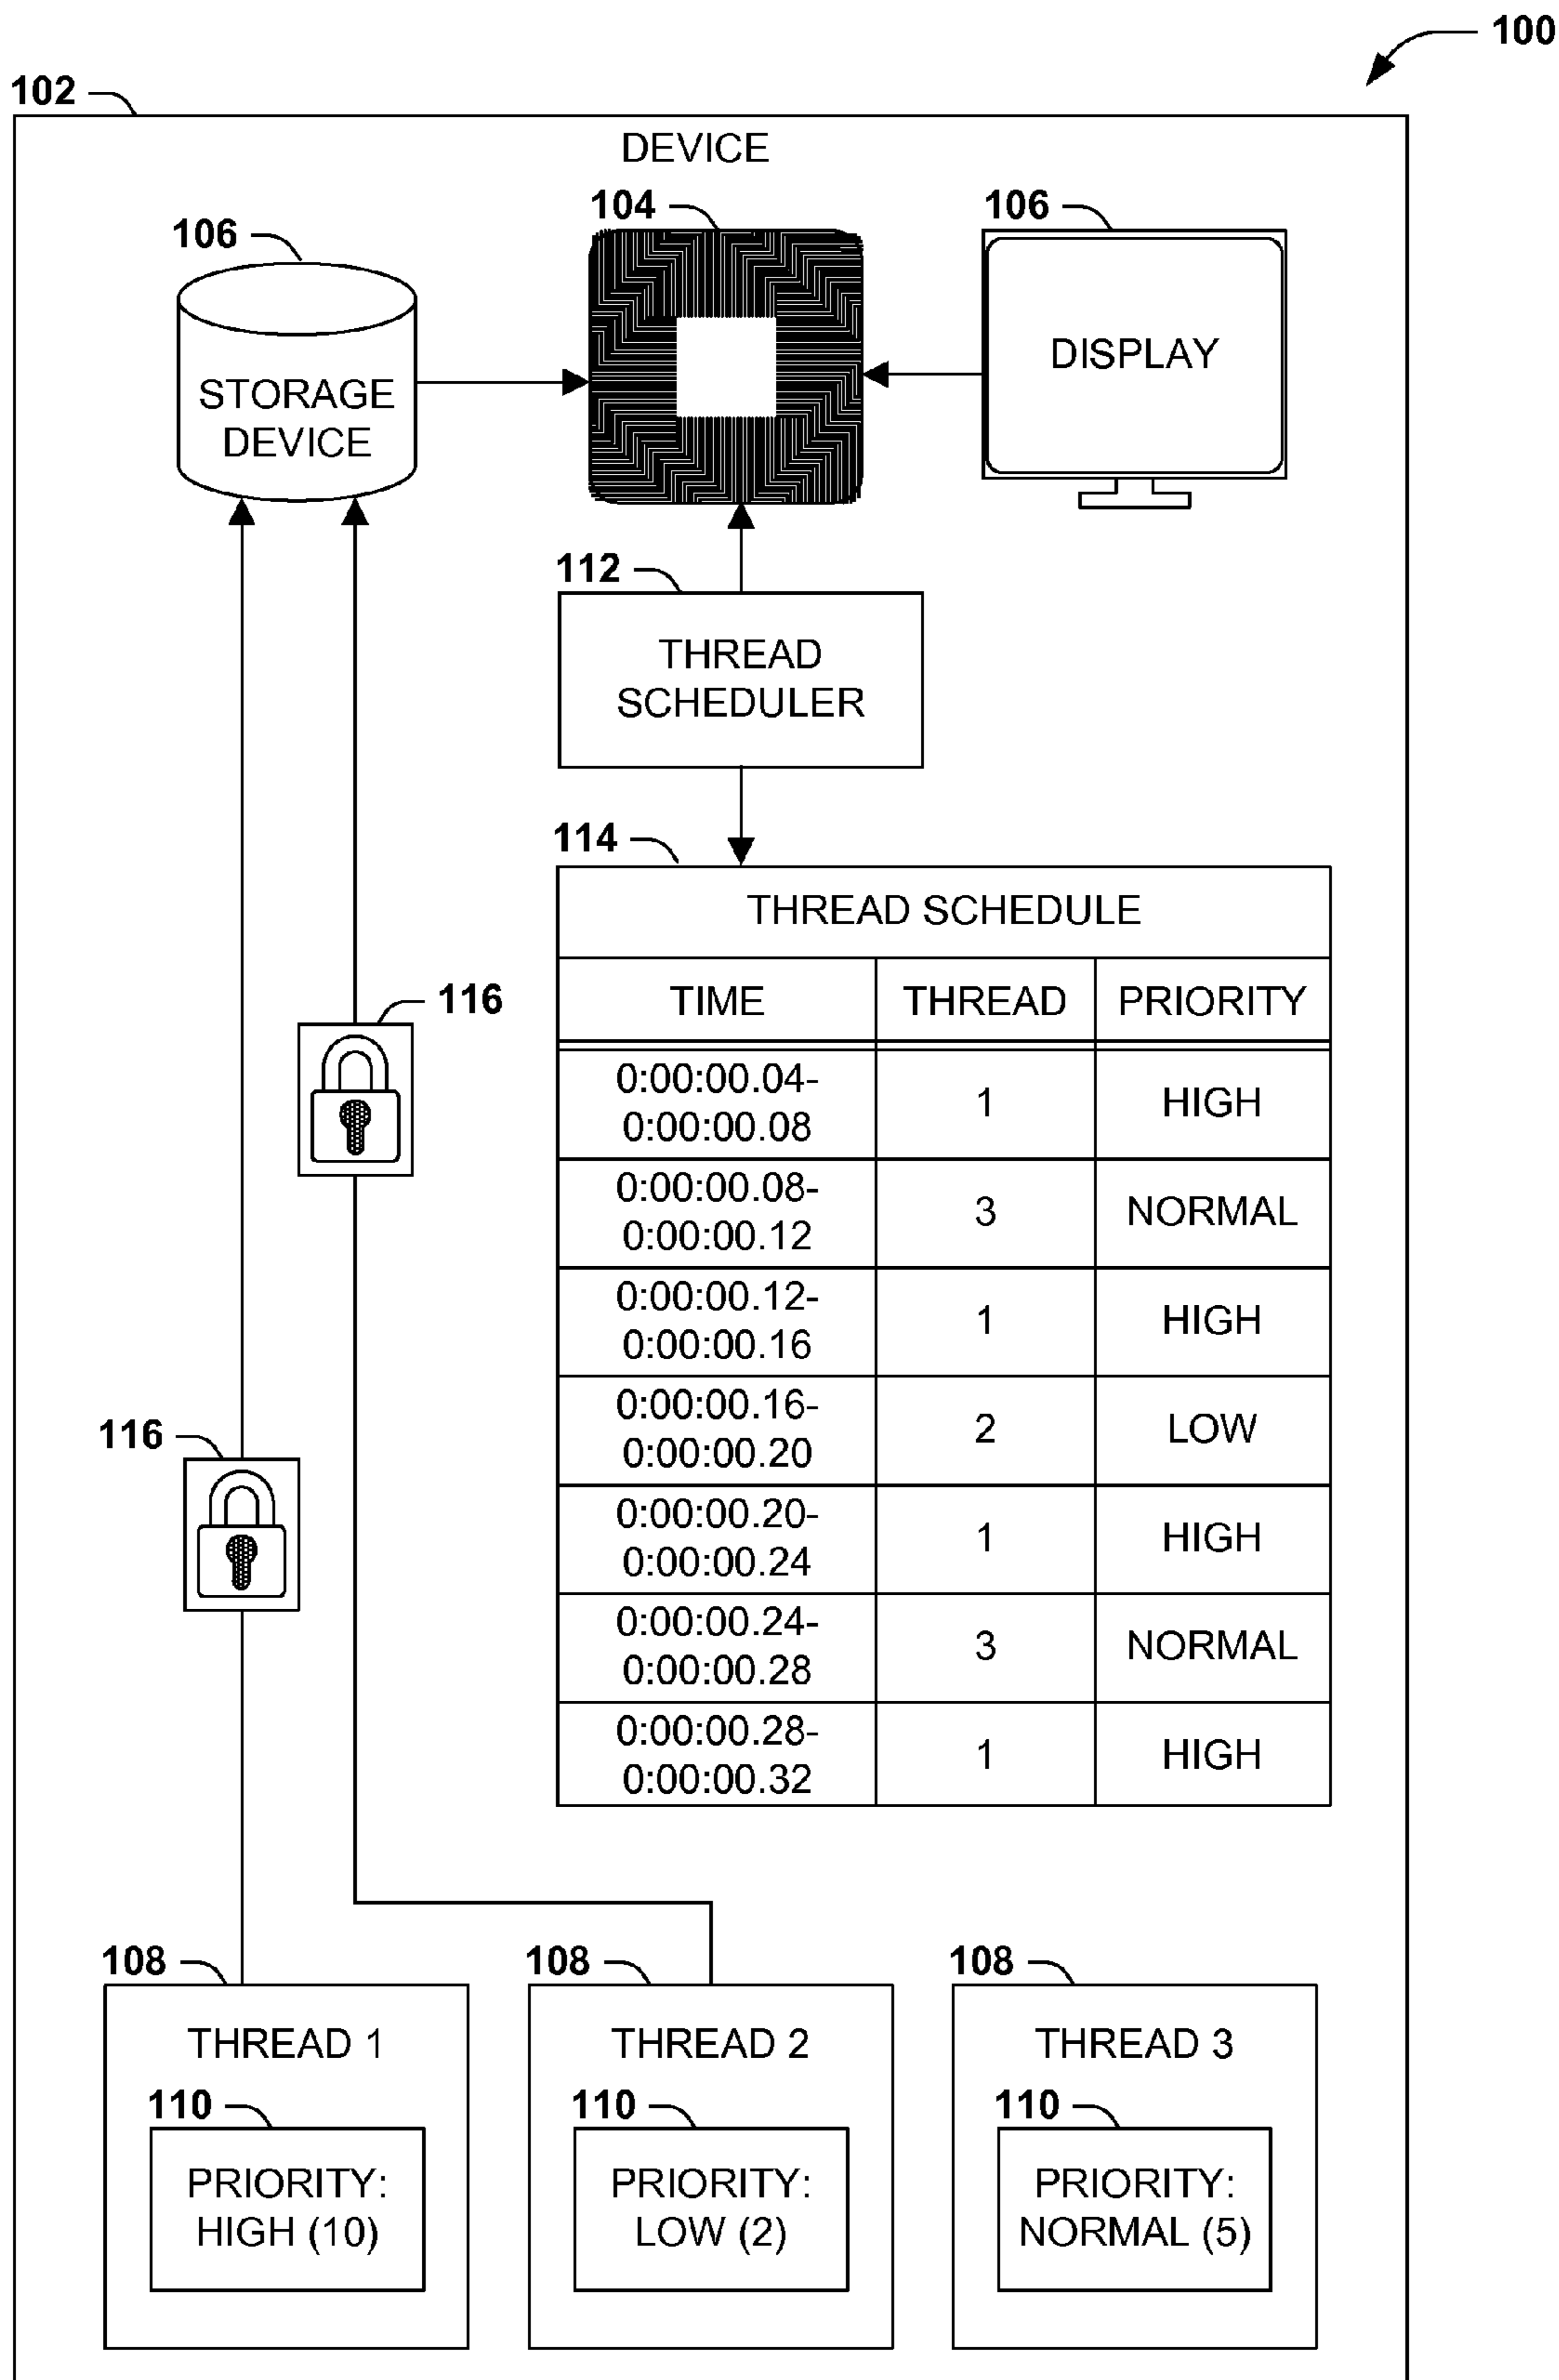 100
102
DEVICE
106
104
106
STORAGE
DEVICE
DISPLAY
112
THREAD
SCHEDULER
114
THREAD SCHEDULE
TIME THREAD PRIORITY
0:00:00.04-
0:00:00.08
1
HIGH
0:00:00.08-
0:00:00.12
3
NORMAL
0:00:00.12-
0:00:00.16
1
HIGH
0:00:00.16-
0:00:00.20
2
LOW
0:00:00.20-
0:00:00.24
1
HIGH
0:00:00.24-
0:00:00.28
3
NORMAL
0:00:00.28-
0:00:00.32
1
HIGH
116
116
108
THREAD 1
110
PRIORITY:
HIGH (10)
108
THREAD 2
110
PRIORITY:
LOW (2)
108
THREAD 3
110
PRIORITY:
NORMAL (5)